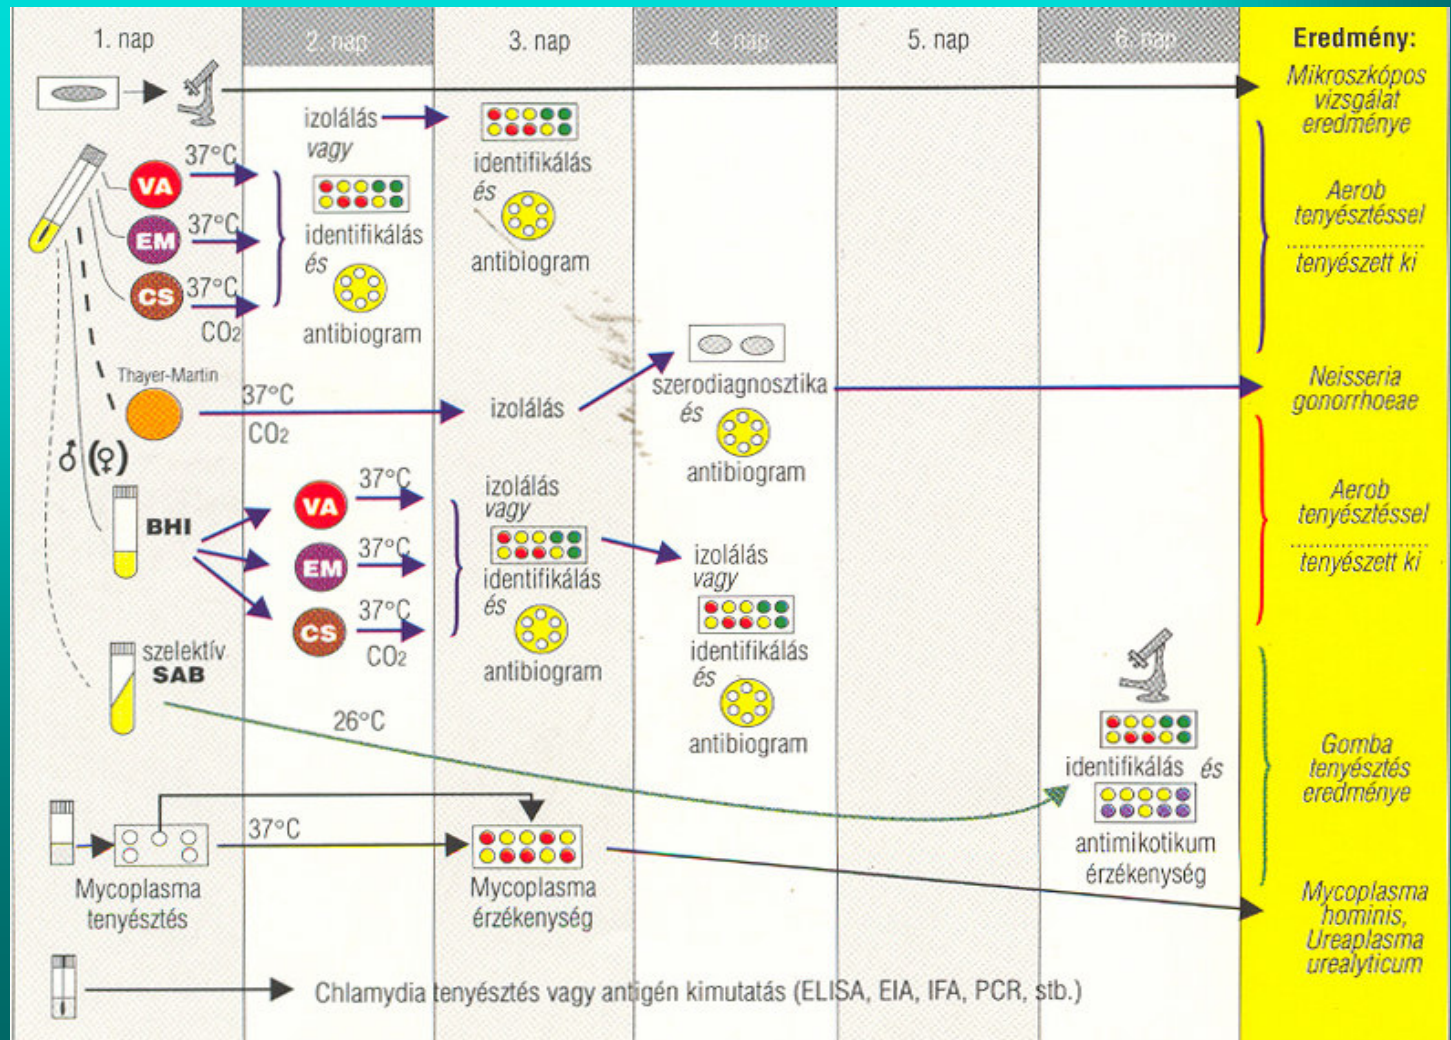 1. nap
2. nap
3. nap
4. nap
5. nap
6. nap
Eredmény:
Mikroszkópos
vizsgálat
eredménye
izolálás
vagy
identifikálás
és
antibiogram
identifikálás
és
antibiogram
VA
37°C
EM
37°C
CS
37°C
CO2
Aerob
tenyésztéssel
tenyészett ki
Thayer-Martin
37°C
CO2
izolálás
szerodiagnosztika
és
antibiogram
Neisseria
gonorrhoeae
♂(♀)
BHI
VA
37°C
EM
37°C
CS
37°C
CO2
izolálás
vagy
identifikálás
és
antibiogram
izolálás
vagy
identifikálás
és
antibiogram
Aerob
tenyésztéssel
tenyészett ki
szelektív
SAB
26°C
identifikálás és
antimikotikum
érzékenység
Gomba
tenyésztés
eredménye
37°C
Mycoplasma
tenyésztés
Mycoplasma
érzékenység
Mycoplasma
hominis,
Ureaplasma
urealyticum
Chlamydia tenyésztés vagy antigén kimutatás (ELISA, EIA, IFA, PCR, stb.)